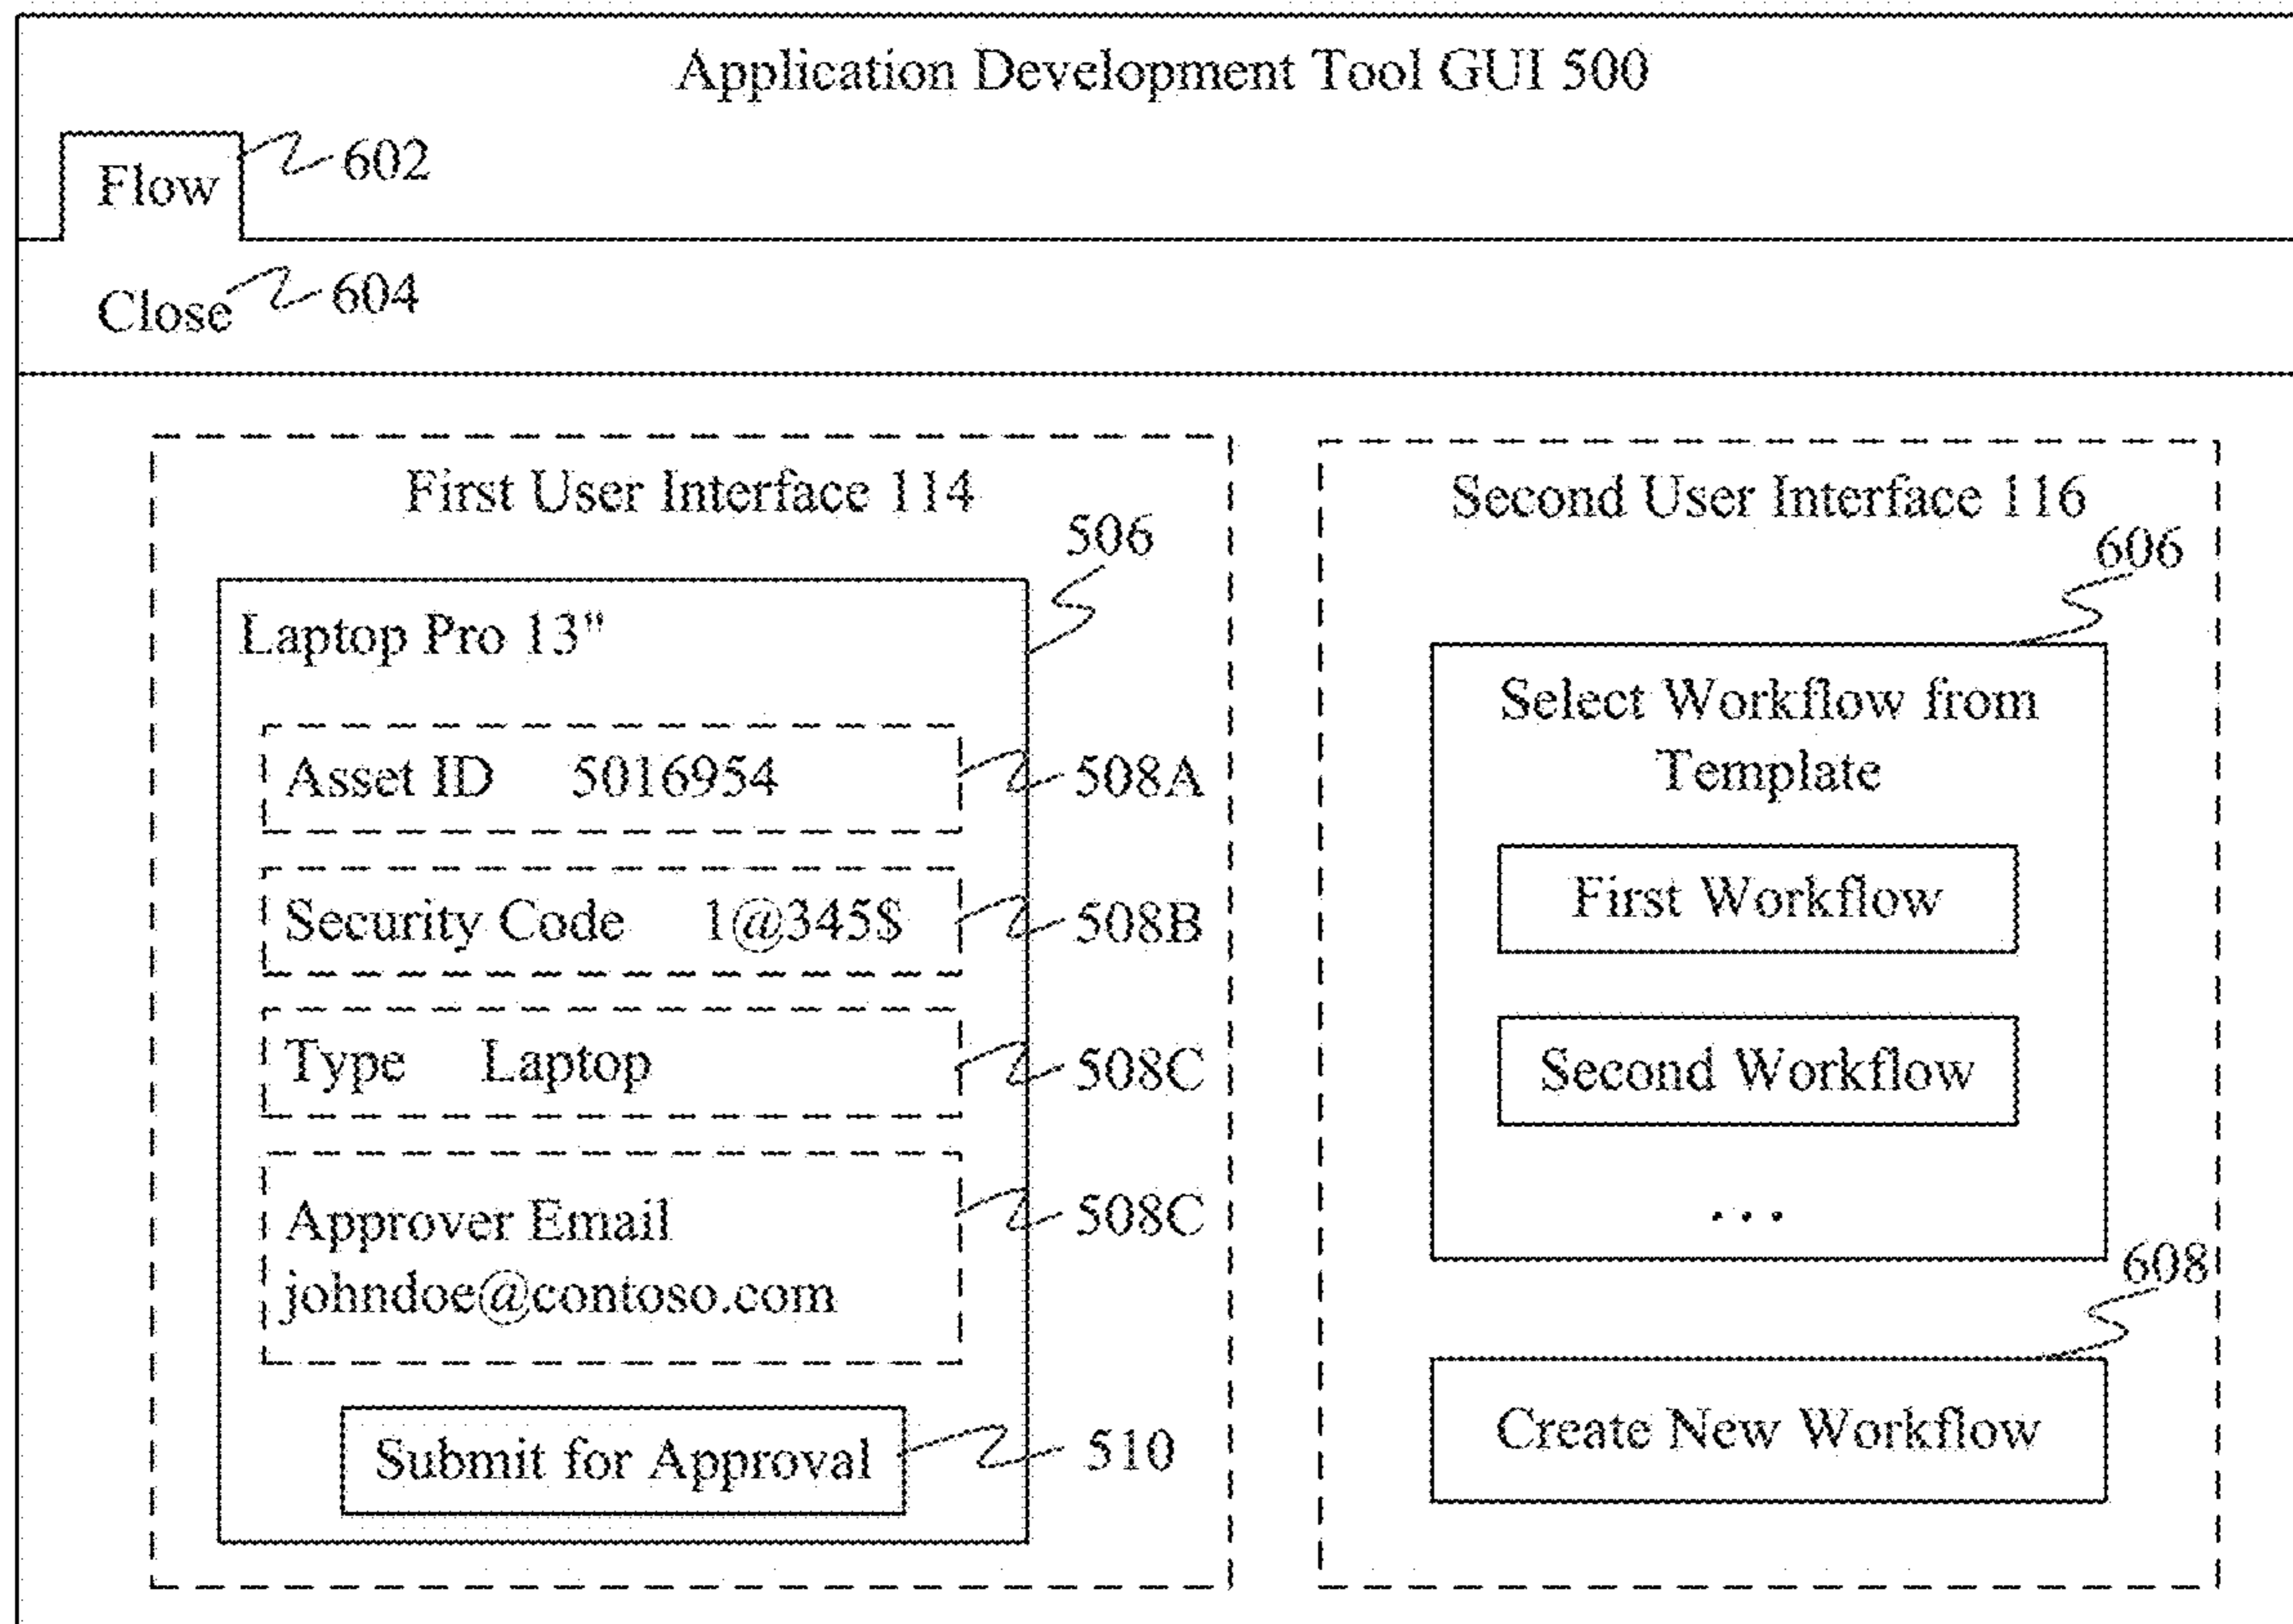 Application Development Tool GUI 500
Flow 602
Close 604
First User Interface 114
506
Laptop Pro 13"
Asset ID 5016954 508A
Security Code 1@345$ 508B
Type Laptop 508C
Approver Email 508C
johndoe@contoso.com
Submit for Approval 510
Second User Interface 116
606
Select Workflow from
Template
First Workflow
Second Workflow
...
608
Create New Workflow